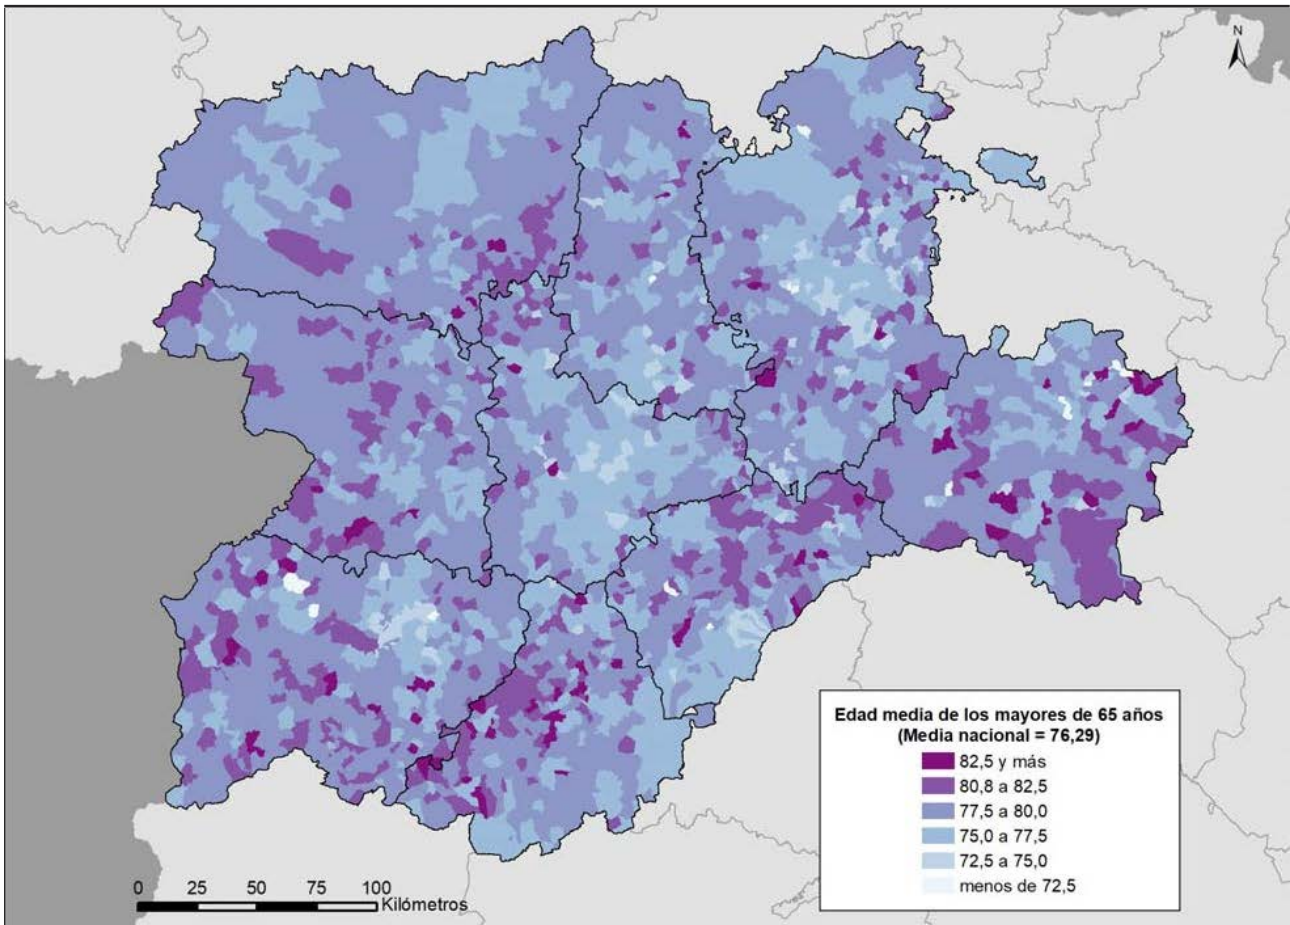 N
Edad media de los mayores de 65 años
(Media nacional = 76,29)
82,5 y más
80,8 a 82,5
77,5 a 80,0
75,0 a 77,5
72,5 a 75,0
menos de 72,5
0 25 50 75 100
Kilómetros